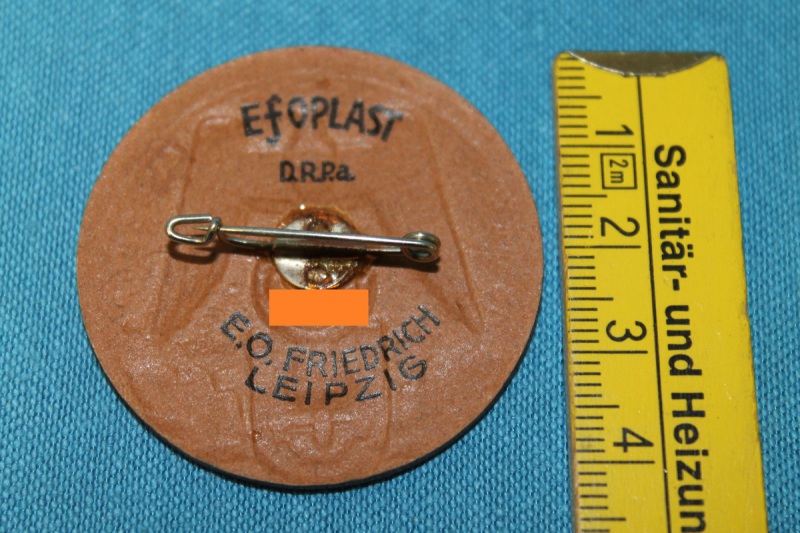 EfOPLAST
D.R.P.a.
E.O. FRIEDRICH
LEIPZIG
1
2m
2
3
4
Sanitär- und Heizun